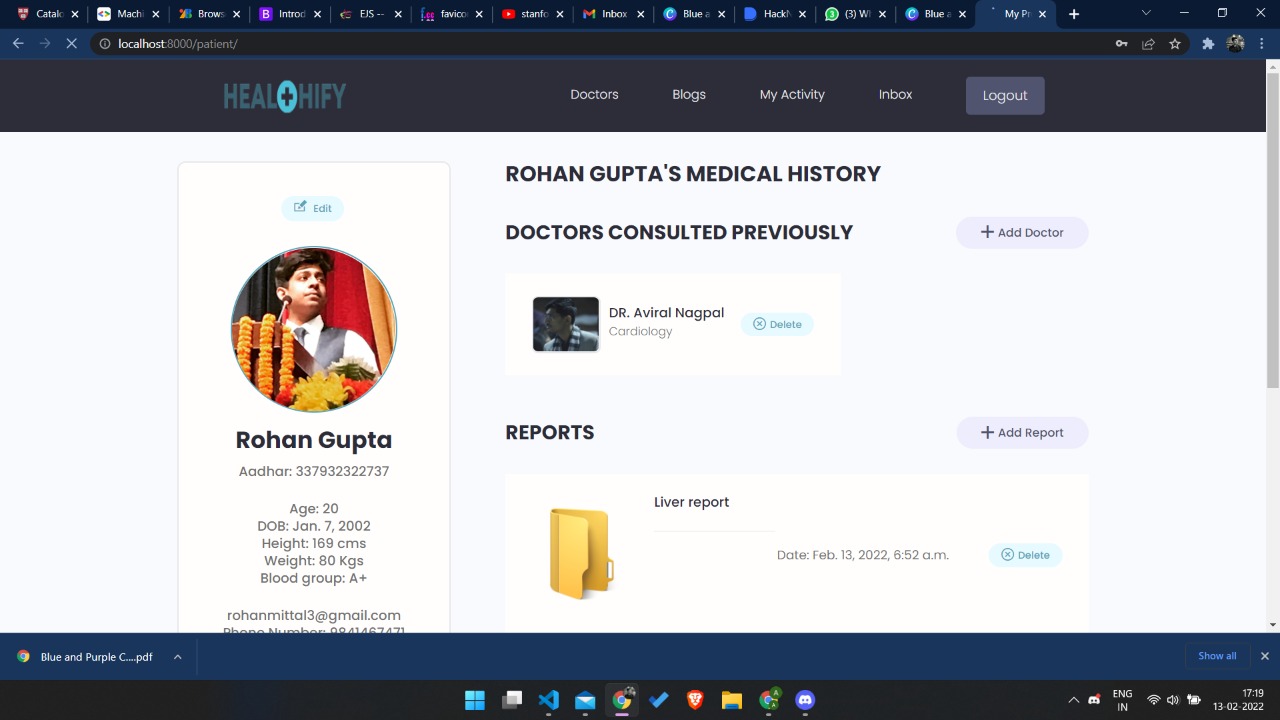 Catalo
Machi
Brows
Introd
EJS --
favico
stanfo
Inbox
Blue a
HackN
(3) W
Blue a
My Pr
localhost:8000/patient/
HEALTHIFY
Doctors
Blogs
My Activity
Inbox
Logout
Edit
Rohan Gupta
Aadhar: 337932322737
Age: 20
DOB: Jan. 7, 2002
Height: 169 cms
Weight: 80 Kgs
Blood group: A+
rohanmittal3@gmail.com
Phone Number: 9841467471
ROHAN GUPTA'S MEDICAL HISTORY
DOCTORS CONSULTED PREVIOUSLY
Add Doctor
DR. Aviral Nagpal
Cardiology
Delete
REPORTS
Add Report
Liver report
Date: Feb. 13, 2022, 6:52 a.m.
Delete
Blue and Purple C....pdf
Show all
ENG
IN
17:19
13-02-2022